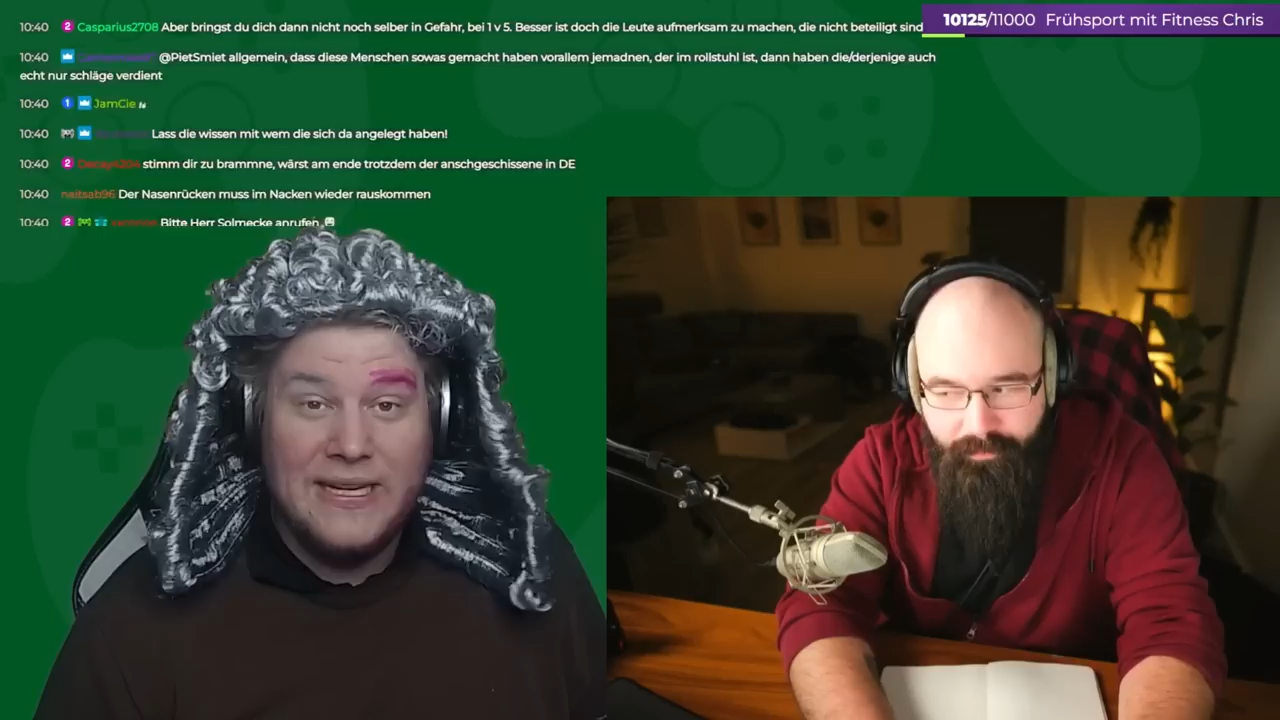 10:40 2 Casparius2708 Aber bringst du dich dann nicht noch selber in Gefahr, bei 1 v 5. Besser ist doch die Leute aufmerksam zu machen, die nicht beteiligt sind
10125/11000 Frühsport mit Fitness Chris
10:40 @PietSmiet allgemein, dass diese Menschen sowas gemacht haben vorallem jemadnen, der im rollstuhl ist, dann haben die/derjenige auch
echt nur schläge verdient
10:40 1 JamCie
10:40 Lass die wissen mit wem die sich da angelegt haben!
10:40 2 Decay4204 stimm dir zu brammne, wärst am ende trotzdem der anschgeschissene in DE
10:40 neitsab96 Der Nasenrücken muss im Nacken wieder rauskommen
10:40 2 Bitte Herr Solmecke anrufen